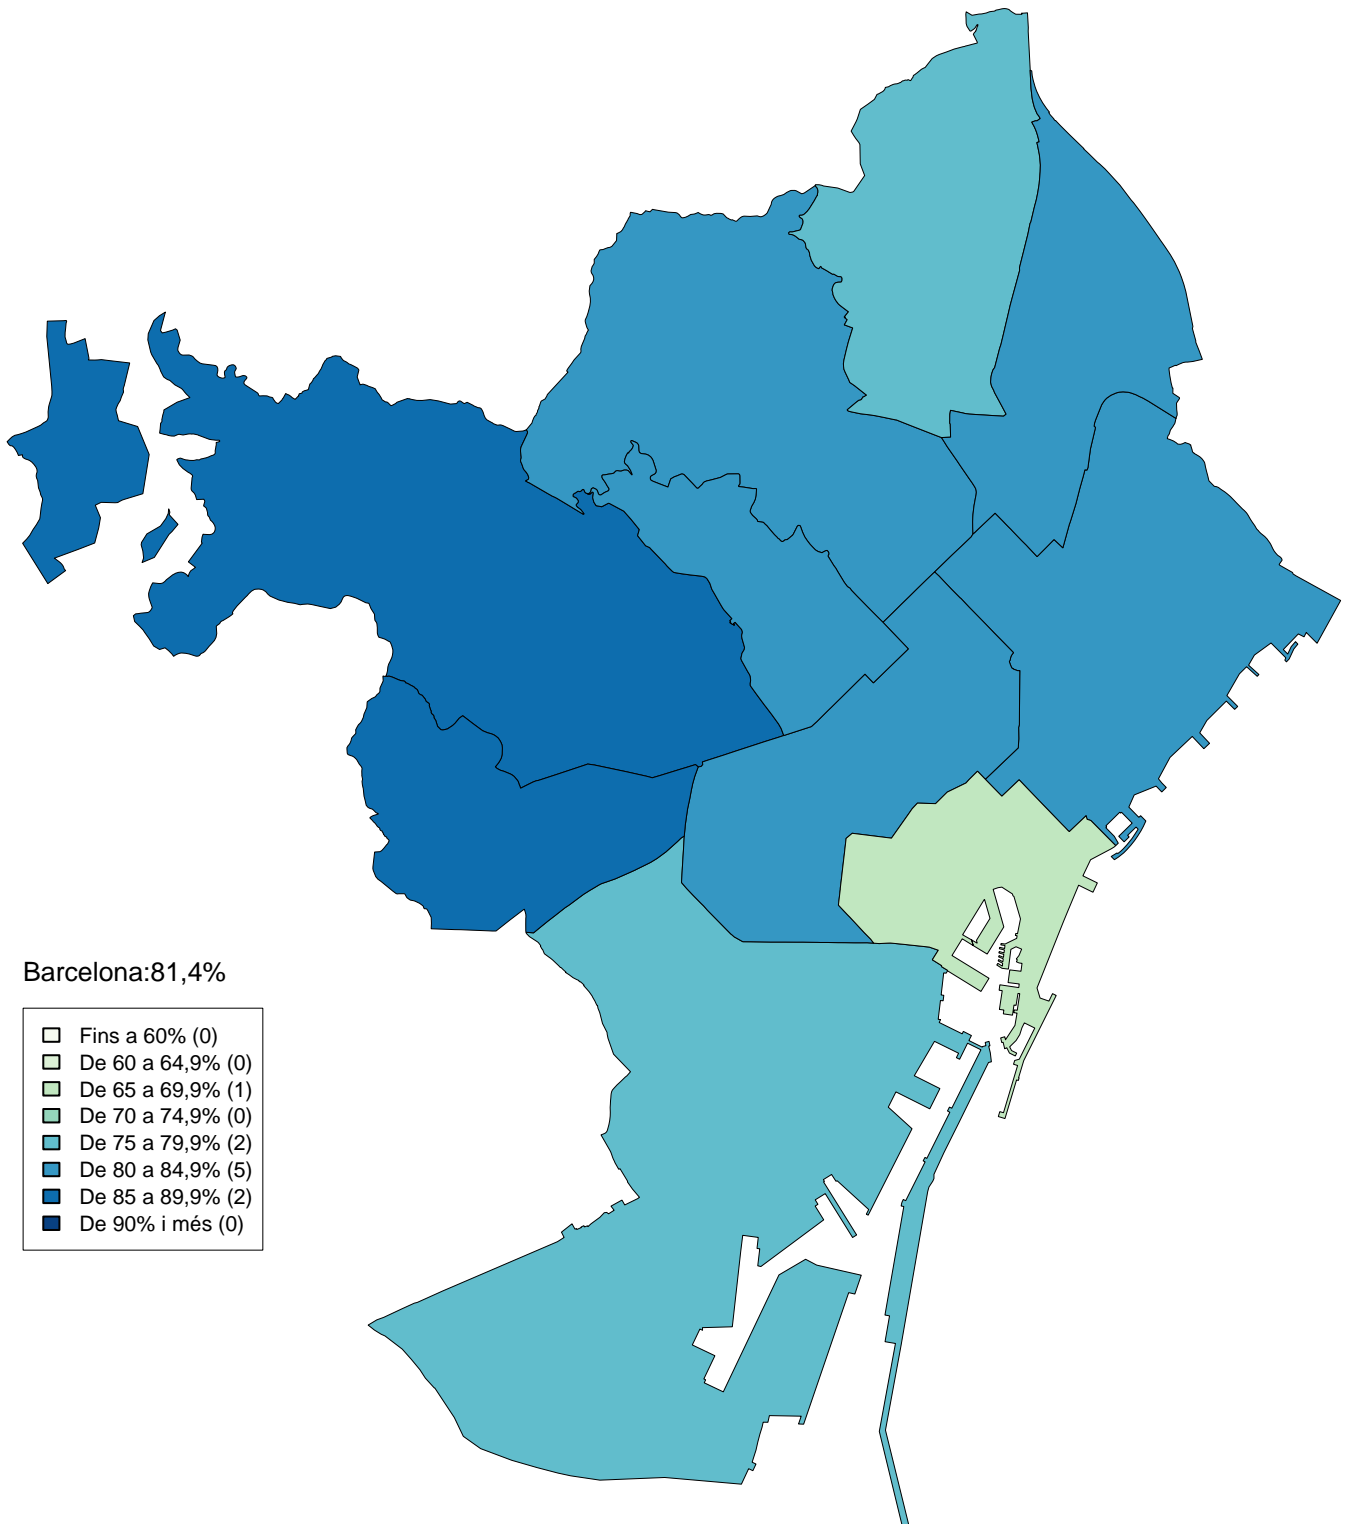 Barcelona:81,4%
Fins a 60% (0)
De 60 a 64,9% (0)
De 65 a 69,9% (1)
De 70 a 74,9% (0)
De 75 a 79,9% (2)
De 80 a 84,9% (5)
De 85 a 89,9% (2)
De 90% i més (0)